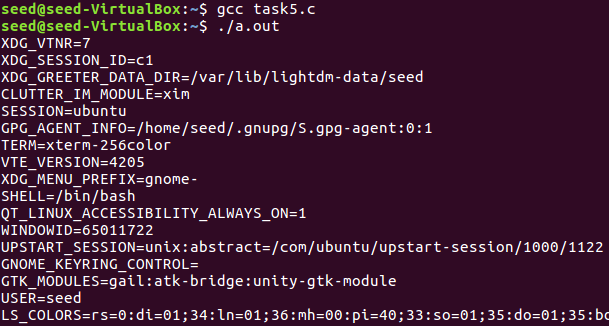 seed@seed-VirtualBox:~$ gcc task5.c
seed@seed-VirtualBox:~$ ./a.out
XDG_VTNR=7
XDG_SESSION_ID=c1
XDG_GREETER_DATA_DIR=/var/lib/lightdm-data/seed
CLUTTER_IM_MODULE=xim
SESSION=ubuntu
GPG_AGENT_INFO=/home/seed/.gnupg/S.gpg-agent:0:1
TERM=xterm-256color
VTE_VERSION=4205
XDG_MENU_PREFIX=gnome-
SHELL=/bin/bash
QT_LINUX_ACCESSIBILITY_ALWAYS_ON=1
WINDOWID=65011722
UPSTART_SESSION=unix:abstract=/com/ubuntu/upstart-session/1000/1122
GNOME_KEYRING_CONTROL=
GTK_MODULES=gail:atk-bridge:unity-gtk-module
USER=seed
LS_COLORS=rs=0:di=01;34:ln=01;36:mh=00:pi=40;33:so=01;35:do=01;35:bd